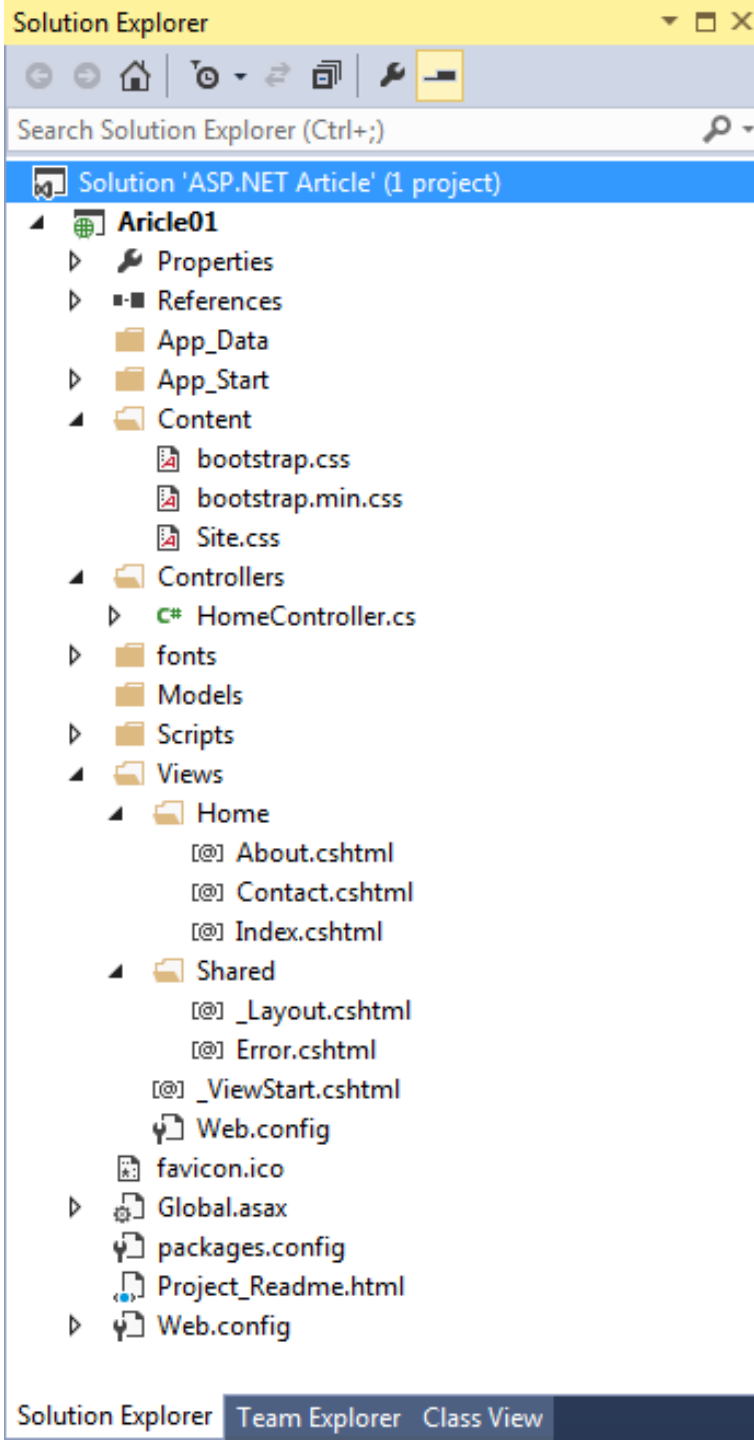 Solution Explorer
Search Solution Explorer (Ctrl+;)
Solution 'ASP.NET Article' (1 project)
Aricle01
Properties
References
App_Data
App_Start
Content
bootstrap.css
bootstrap.min.css
Site.css
Controllers
C# HomeController.cs
fonts
Models
Scripts
Views
Home
[@] About.cshtml
[@] Contact.cshtml
[@] Index.cshtml
Shared
[@] _Layout.cshtml
[@] Error.cshtml
[@] _ViewStart.cshtml
Web.config
favicon.ico
Global.asax
packages.config
Project_Readme.html
Web.config
Solution Explorer Team Explorer Class View